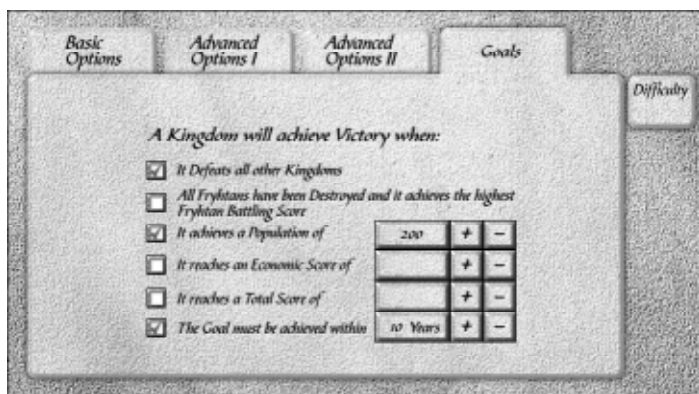 Basic
Options
Advanced
Options I
Advanced
Options II
Goals
Difficulty
A Kingdom will achieve Victory when:
It Defeats all other Kingdoms
All Fryhtans have been Destroyed and it achieves the highest
Fryhtan Battling Score
It achieves a Population of 200 + -
It reaches an Economic Score of + -
It reaches a Total Score of + -
The Goal must be achieved within 10 Years + -